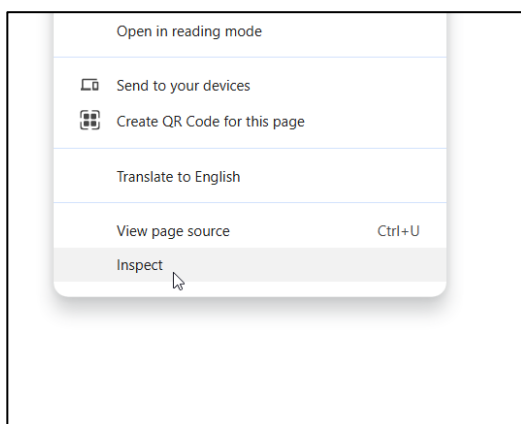 Open in reading mode
Send to your devices
Create QR Code for this page
Translate to English
View page source Ctrl+U
Inspect